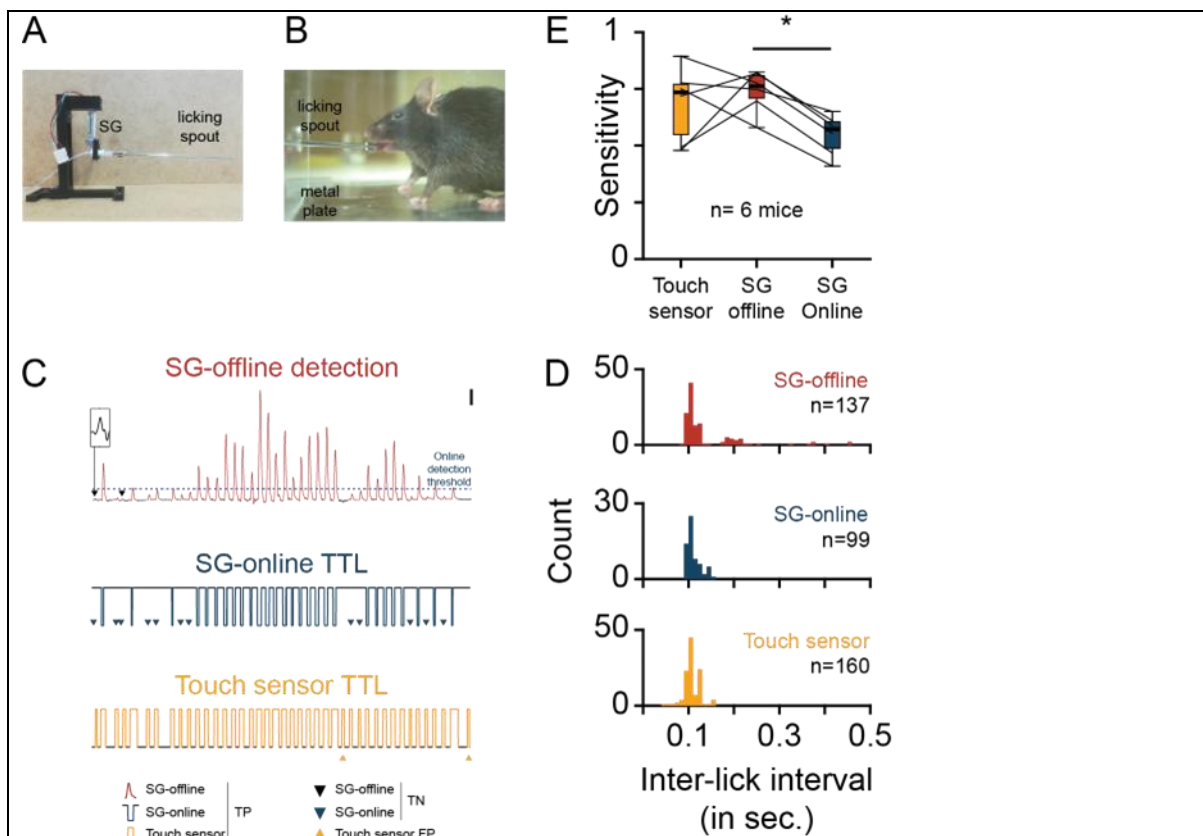 A
SG
licking
spout
B
licking
spout
metal
plate
E
*
1
Sensitivity
n= 6 mice
0
Touch
sensor
SG
offline
SG
Online
C
SG-offline detection
Online
detection
threshold
SG-online TTL
Touch sensor TTL
SG-offline
SG-online
Touch sensor
TP
SG-offline
SG-online
TN
Touch sensor FP
D
50
SG-offline
n=137
0
30
SG-online
n=99
Count
0
50
Touch sensor
n=160
0
0.1 0.3 0.5
Inter-lick interval
(in sec.)